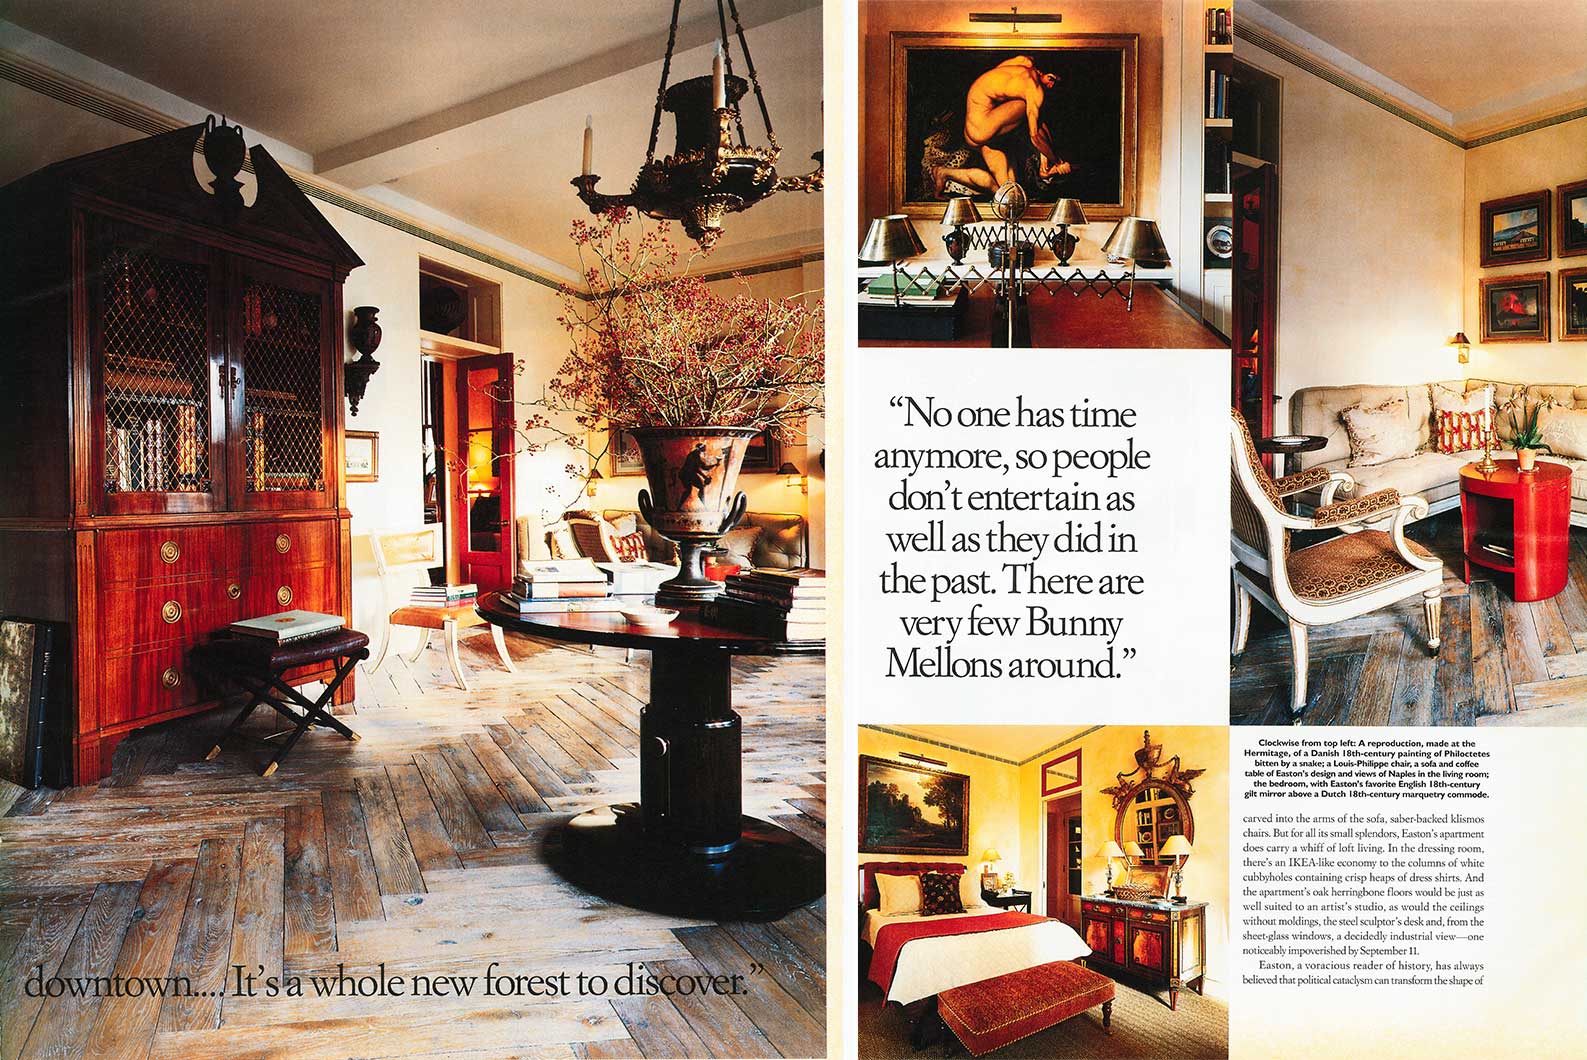 downtown.... It's a whole new forest to discover."
"No one has time
anymore, so people
don't entertain as
well as they did in
the past. There are
very few Bunny
Mellons around."
Clockwise from top left: A reproduction, made at the
Hermitage, of a Danish 18th-century painting of Philoctetes
bitten by a snake; a Louis-Philippe chair, a sofa and coffee
table of Easton's design and views of Naples in the living room;
the bedroom, with Easton's favorite English 18th-century
gilt mirror above a Dutch 18th-century marquetry commode.
carved into the arms of the sofa, saber-backed klismos
chairs. But for all its small splendors, Easton's apartment
does carry a whiff of loft living. In the dressing room,
there's an IKEA-like economy to the columns of white
cubbyholes containing crisp heaps of dress shirts. And
the apartment's oak herringbone floors would be just as
well suited to an artist's studio, as would the ceilings
without moldings, the steel sculptor's desk and, from the
sheet-glass windows, a decidedly industrial view—one
noticeably impoverished by September 11.
Easton, a voracious reader of history, has always
believed that political cataclysm can transform the shape of